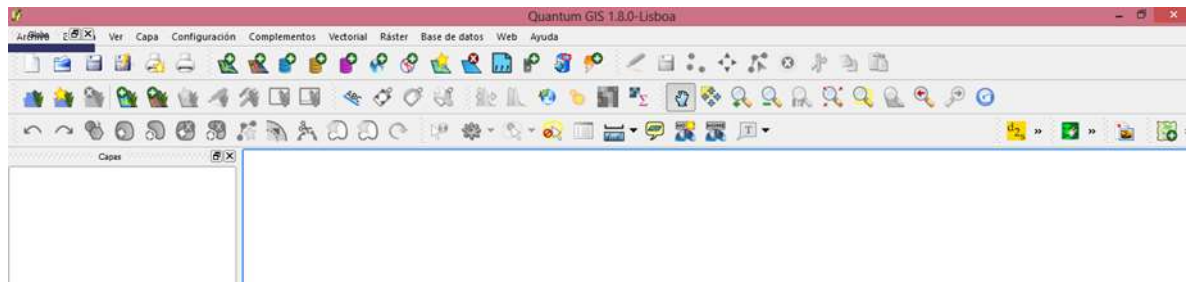 Quantum GIS 1.8.0-Lisboa
Ver Capa Configuración Complementos Vectorial Ráster Base de datos Web Ayuda
Capas